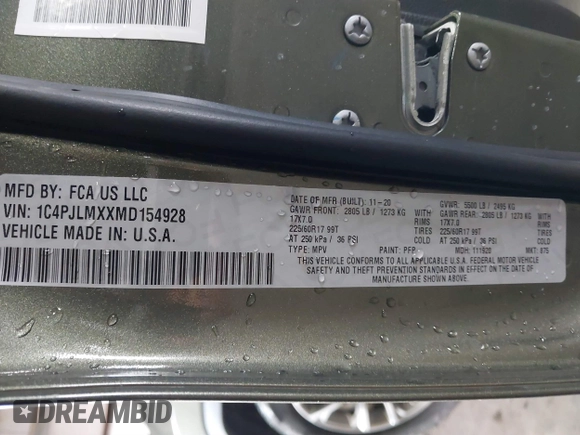 MFD BY: FCA US LLC
VIN: 1C4PJLMXXMD154928
VEHICLE MADE IN: U.S.A.
DATE OF MFR (BUILT): 11-20
GAWR FRONT: 2805 LB / 1273 KG
17X7.0
225/60R17 99T
AT 250 kPa / 36 PSI
TYPE: MPV
PAINT: PFP
GVWR: 5500 LB / 2495 KG
GAWR REAR: 2805 LB / 1273 KG
RIMS 17X7.0 RIMS
TIRES 225/60R17 99T TIRES
COLD AT 250 kPa / 36 PSI COLD
MDH: 111620
MKT: 875
THIS VEHICLE CONFORMS TO ALL APPLICABLE U.S.A. FEDERAL MOTOR VEHICLE
SAFETY AND THEFT PREVENTION STANDARDS IN EFFECT ON THE DATE OF
MANUFACTURE SHOWN ABOVE.
DREAMBID